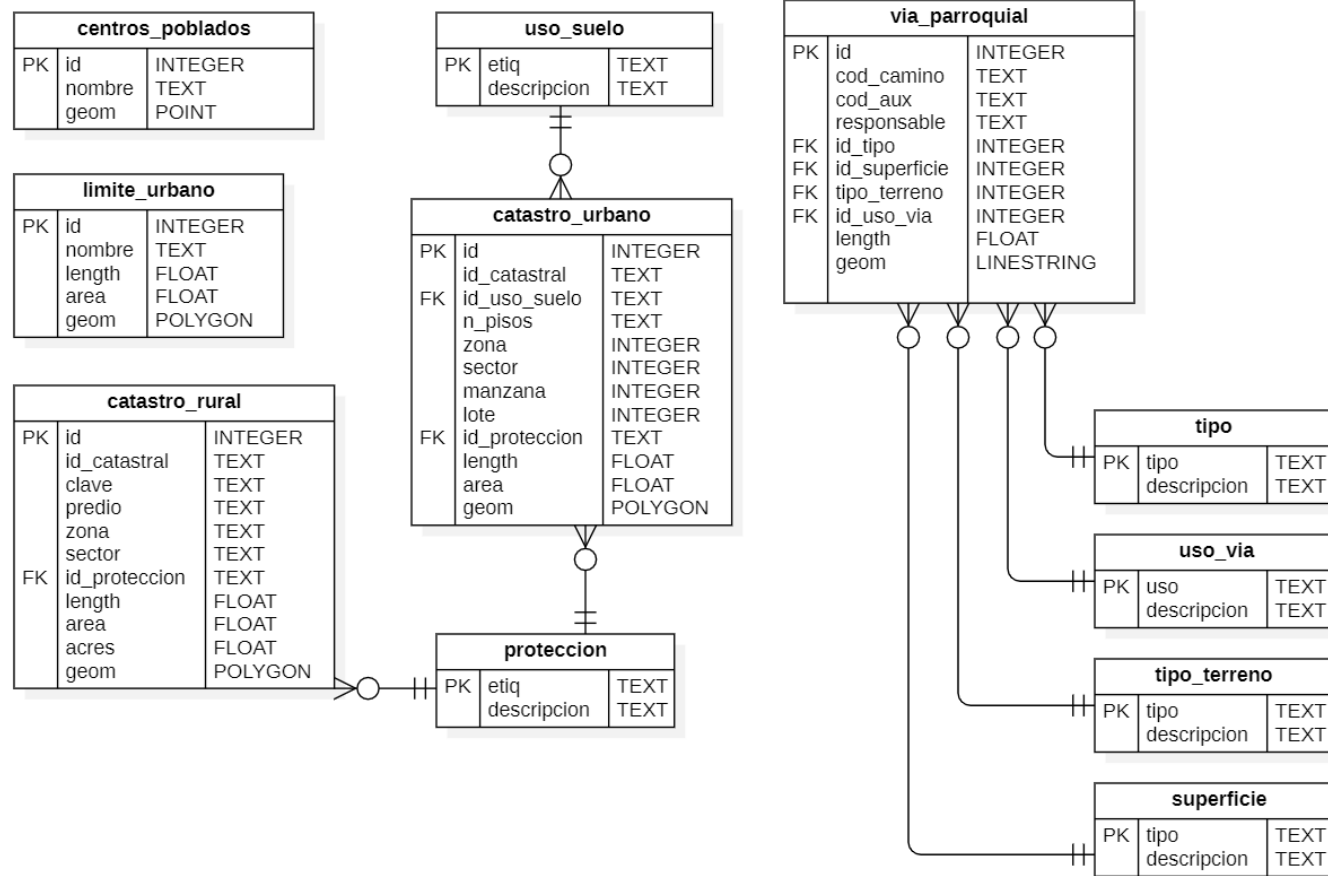 centros_poblados
PK id INTEGER
nombre TEXT
geom POINT
limite_urbano
PK id INTEGER
nombre TEXT
length FLOAT
area FLOAT
geom POLYGON
catastro_rural
PK id INTEGER
id_catastral TEXT
clave TEXT
predio TEXT
zona TEXT
sector TEXT
FK id_proteccion TEXT
length FLOAT
area FLOAT
acres FLOAT
geom POLYGON
uso_suelo
PK etiq TEXT
descripcion TEXT
catastro_urbano
PK id INTEGER
id_catastral TEXT
FK id_uso_suelo TEXT
n_pisos TEXT
zona INTEGER
sector INTEGER
manzana INTEGER
lote INTEGER
FK id_proteccion TEXT
length FLOAT
area FLOAT
geom POLYGON
proteccion
PK etiq TEXT
descripcion TEXT
via_parroquial
PK id INTEGER
cod_camino TEXT
cod_aux TEXT
responsable TEXT
FK id_tipo INTEGER
FK id_superficie INTEGER
FK tipo_terreno INTEGER
FK id_uso_via INTEGER
length FLOAT
geom LINESTRING
tipo
PK tipo TEXT
descripcion TEXT
uso_via
PK uso TEXT
descripcion TEXT
tipo_terreno
PK tipo TEXT
descripcion TEXT
superficie
PK tipo TEXT
descripcion TEXT